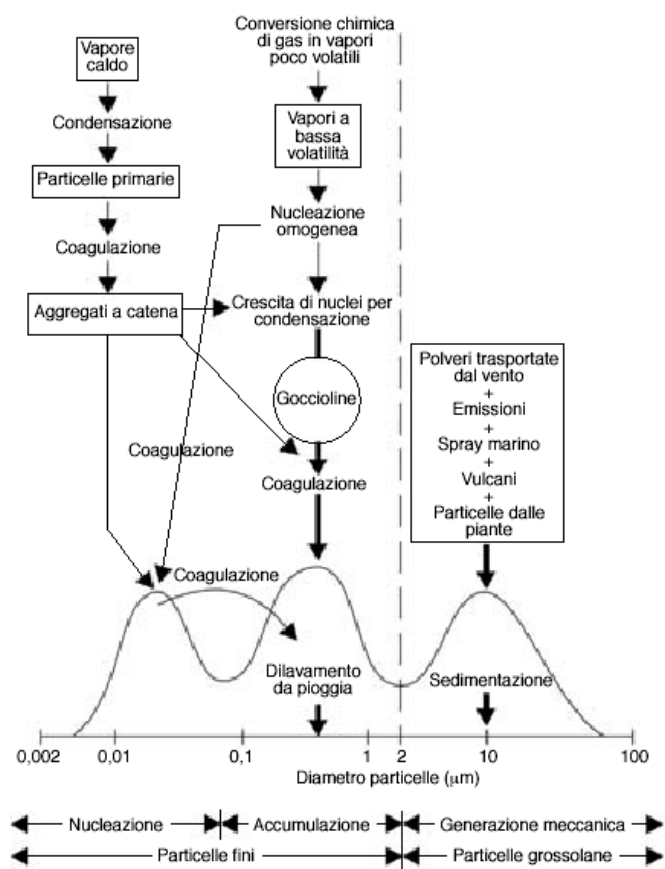 Vapore
caldo
Condensazione
Particelle primarie
Coagulazione
Aggregati a catena
Conversione chimica
di gas in vapori
poco volatili
Vapori a
bassa
volatilità
Nucleazione
omogenea
Crescita di nuclei per
condensazione
Goccioline
Coagulazione
Coagulazione
Coagulazione
Polveri trasportate
dal vento
+
Emissioni
+
Spray marino
+
Vulcani
+
Particelle dalle
piante
Dilavamento
da pioggia
Sedimentazione
0,002 0,01 0,1 1 2 10 100
Diametro particelle (μm)
Nucleazione Accumulazione Generazione meccanica
Particelle fini Particelle grossolane